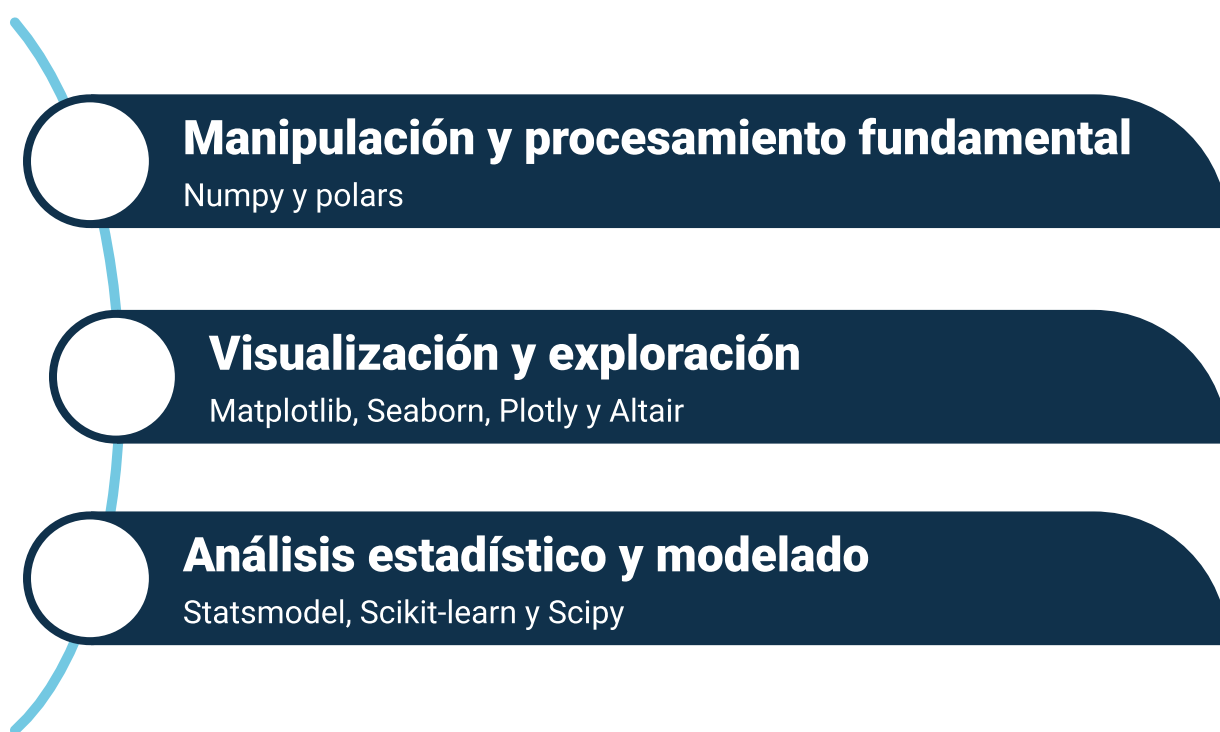 Manipulación y procesamiento fundamental
Numpy y polars
Visualización y exploración
Matplotlib, Seaborn, Plotly y Altair
Análisis estadístico y modelado
Statsmodel, Scikit-learn y Scipy